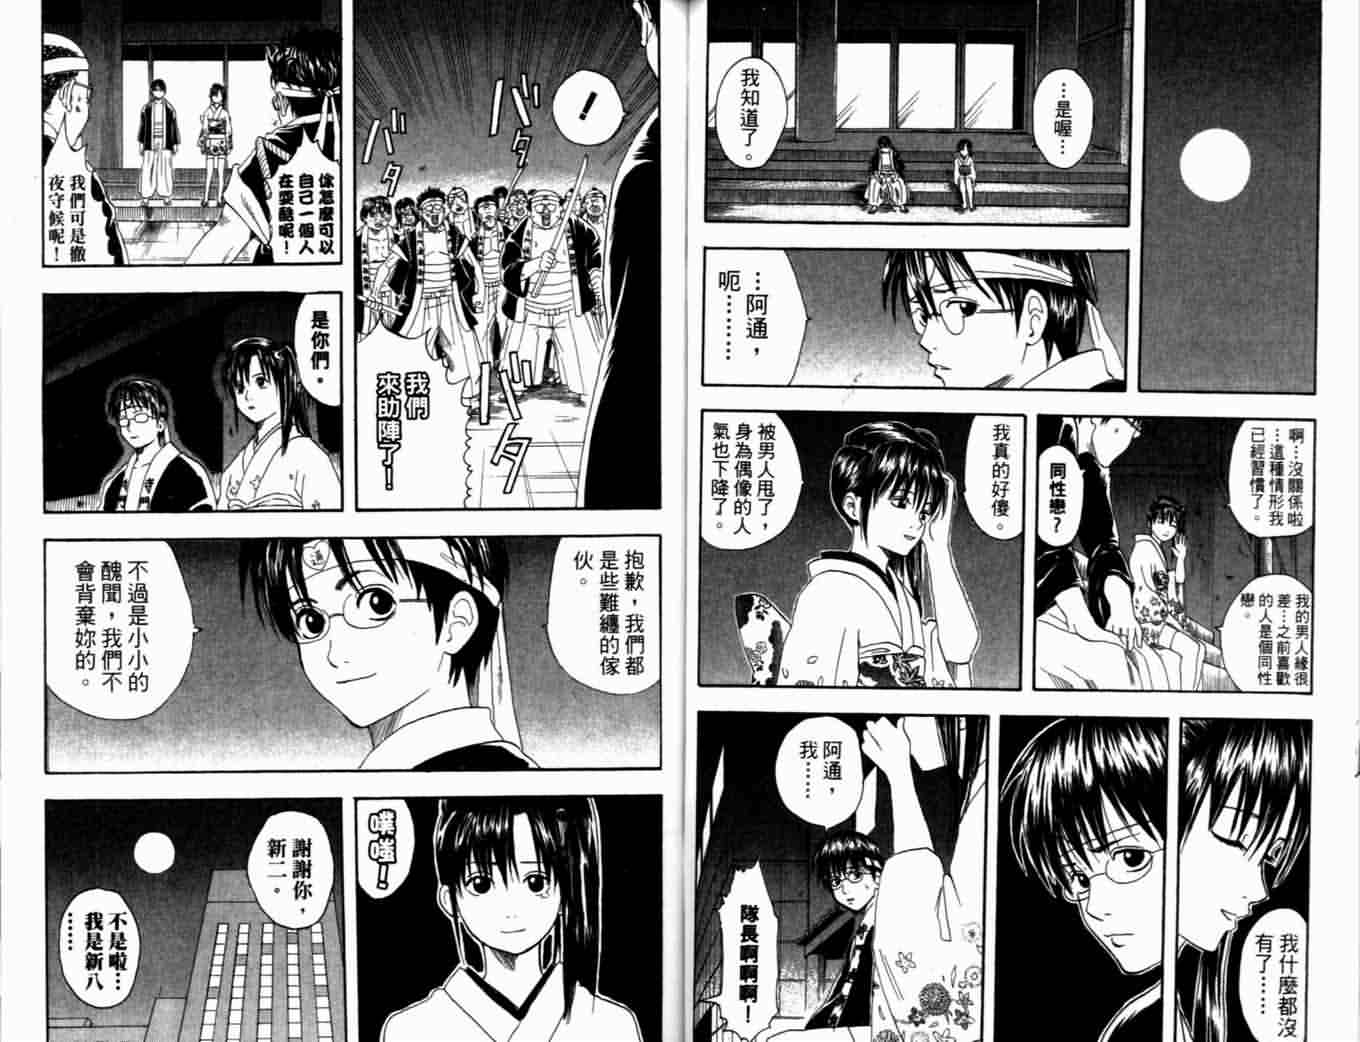 …是喔…
我知道了。
…阿通，
呃………
啊…沒關係啦
…這種情形我
已經習慣了。
我的男人緣很
差…之前喜歡
的人是個同性
戀。
同性戀？
我真的好傻。
被男人甩了，
身為偶像的人
氣也下降了。
我什麼都沒
有了……
阿通，
我……
隊長啊啊啊！
！
バタ
バタ
バタ
我們
來助陣了！
你怎麼可以
自己一個人
在耍酷呢！
我們可是徹
夜守候呢！
寺門
是你們。
抱歉，我們都
是些難纏的傢
伙。
通
不過是小小的
醜聞，我們不
會背棄妳的。
噗嗤！
謝謝你，
新二。
不是啦…
我是新八
……